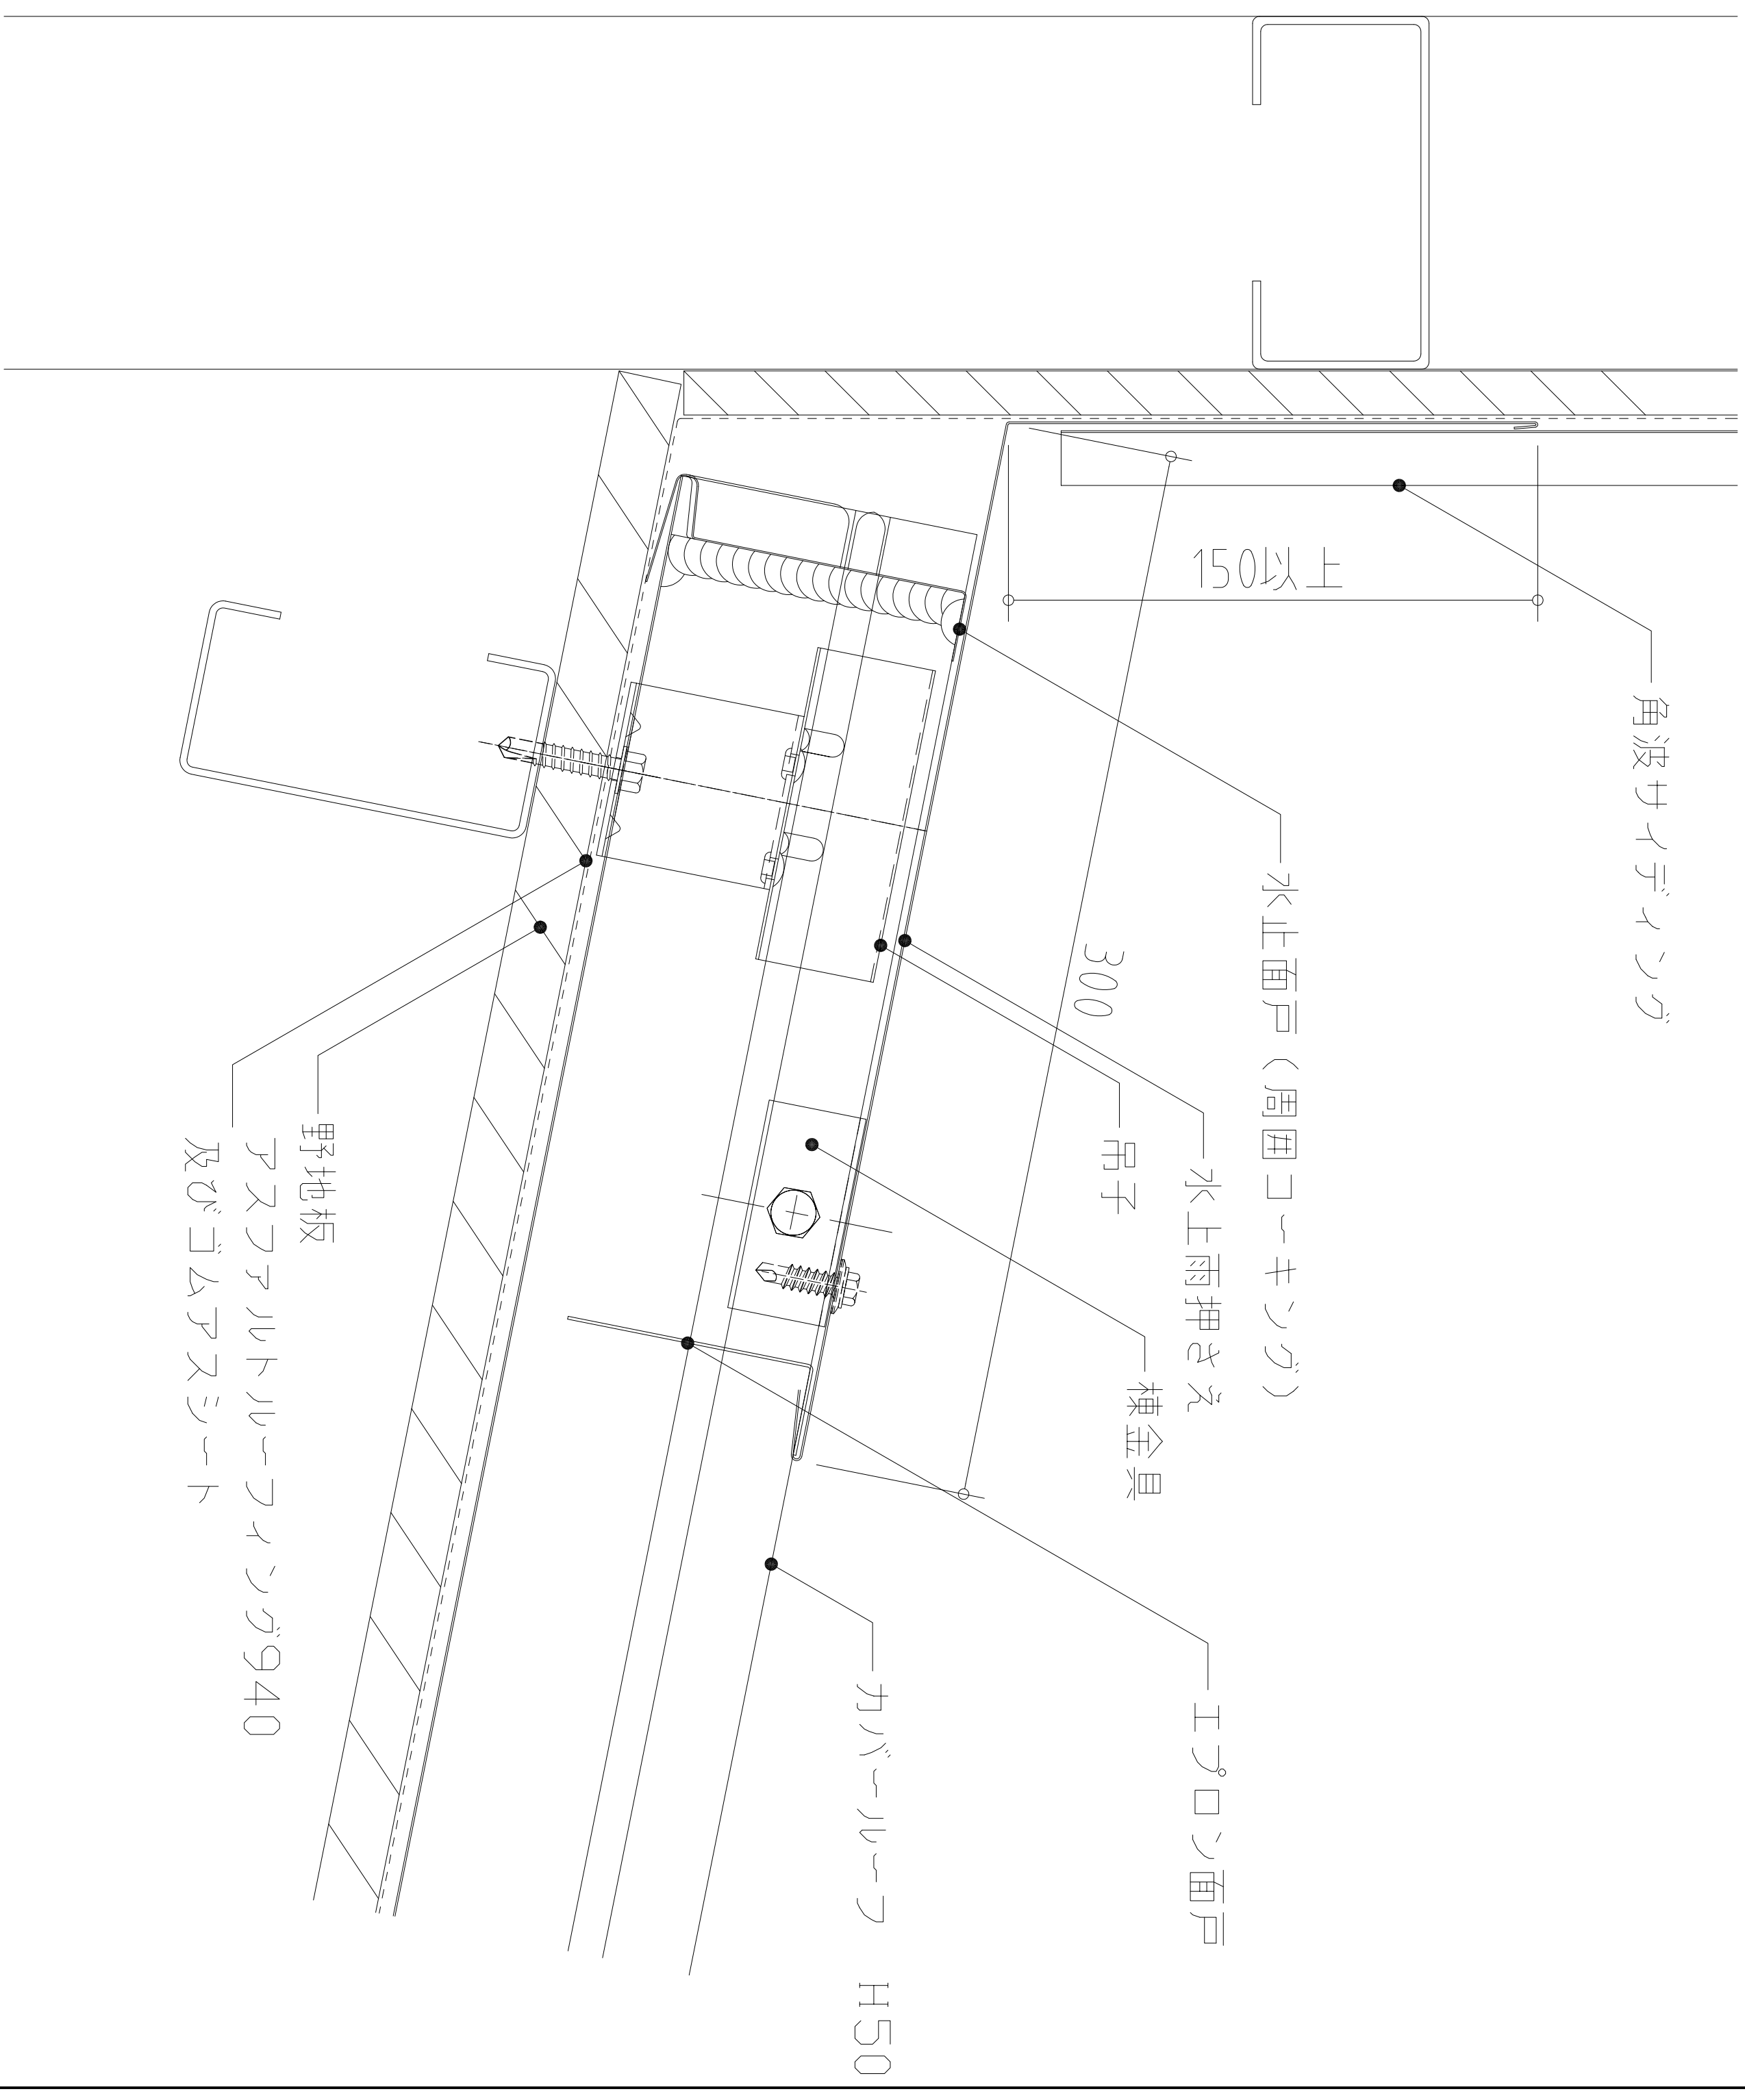 角波サイディング
150以上
水止面戸（周囲コーキング）
300
水上雨押さえ
吊子
棟金具
エプロン面戸
カバールーフ H50
野地板
アスファルトルーフィング940
及びゴムアスシート